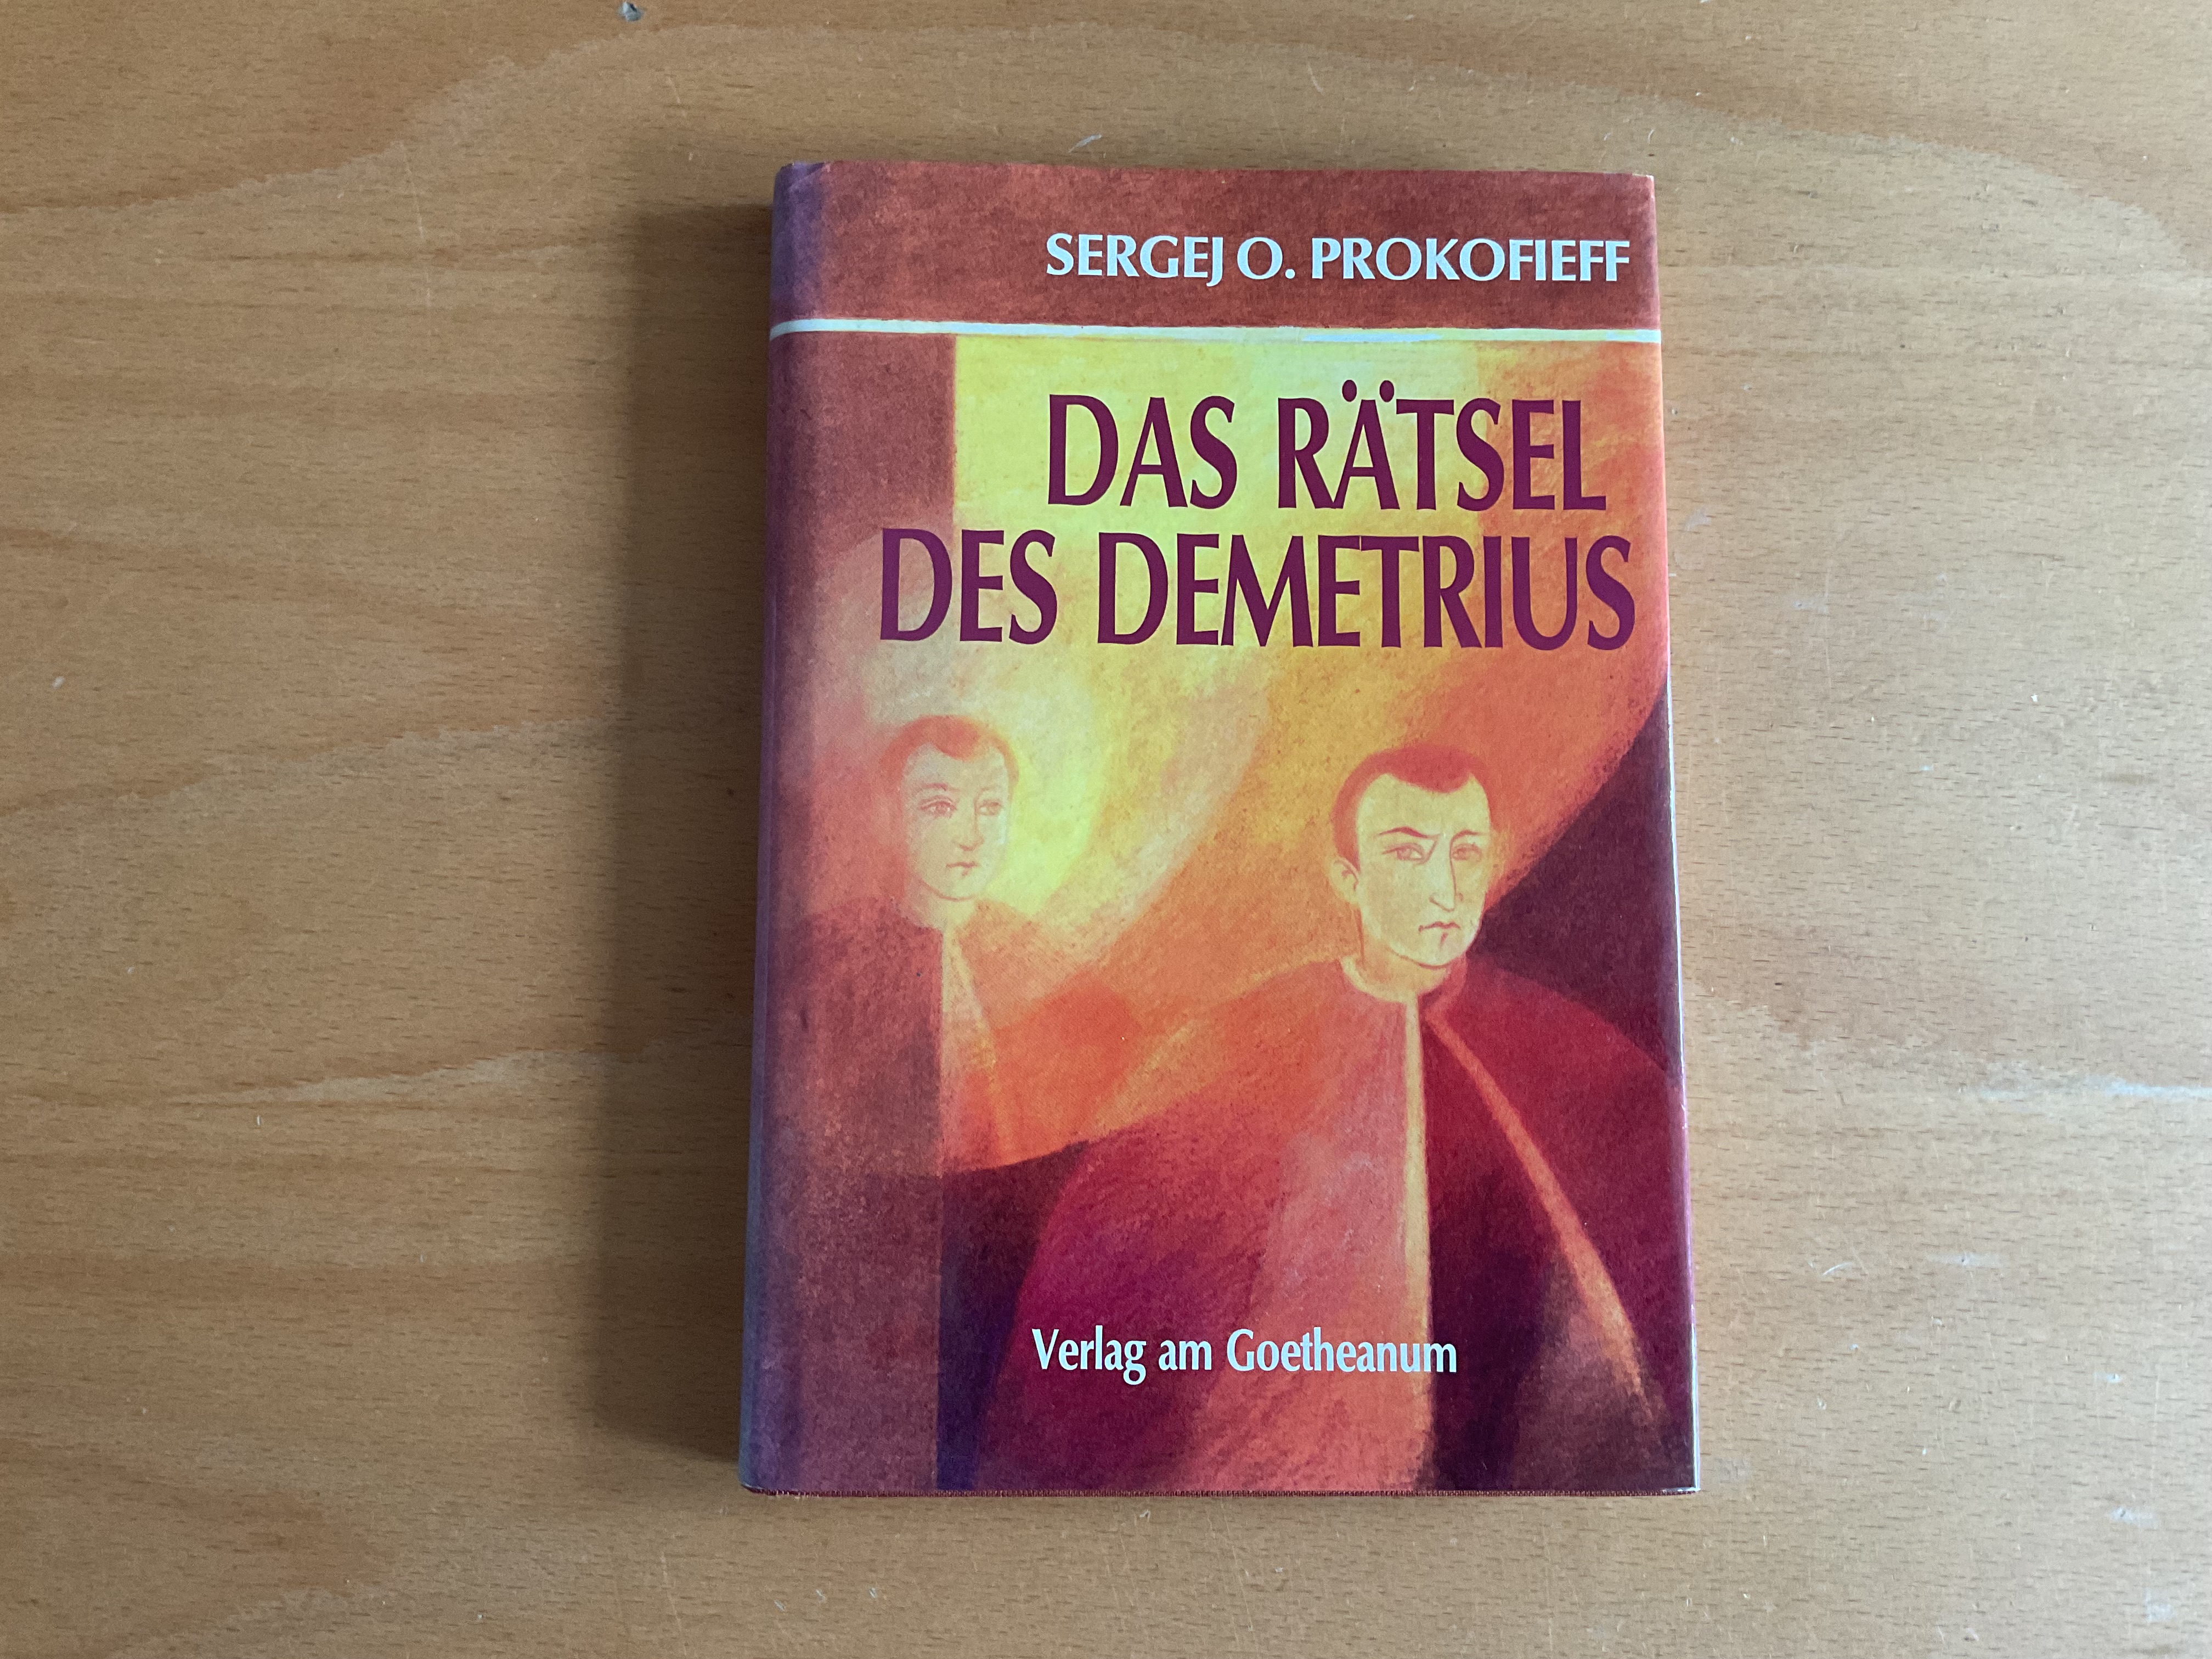 SERGEJ O. PROKOFIEFF
DAS RÄTSEL
DES DEMETRIUS
Verlag am Goetheanum